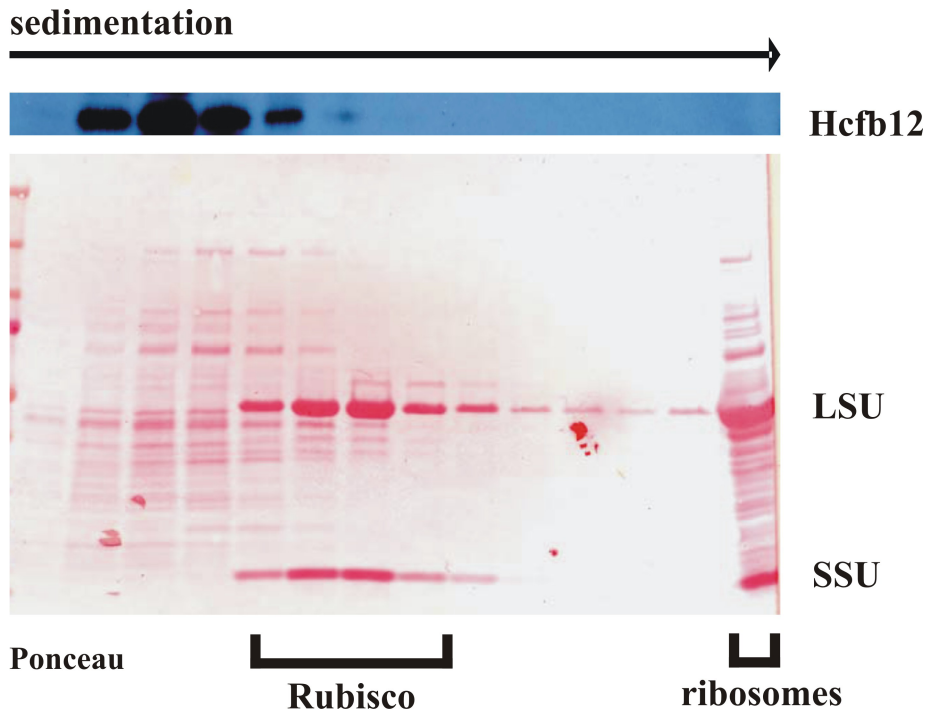 sedimentation
Hcfb12
LSU
SSU
Ponceau
Rubisco
ribosomes